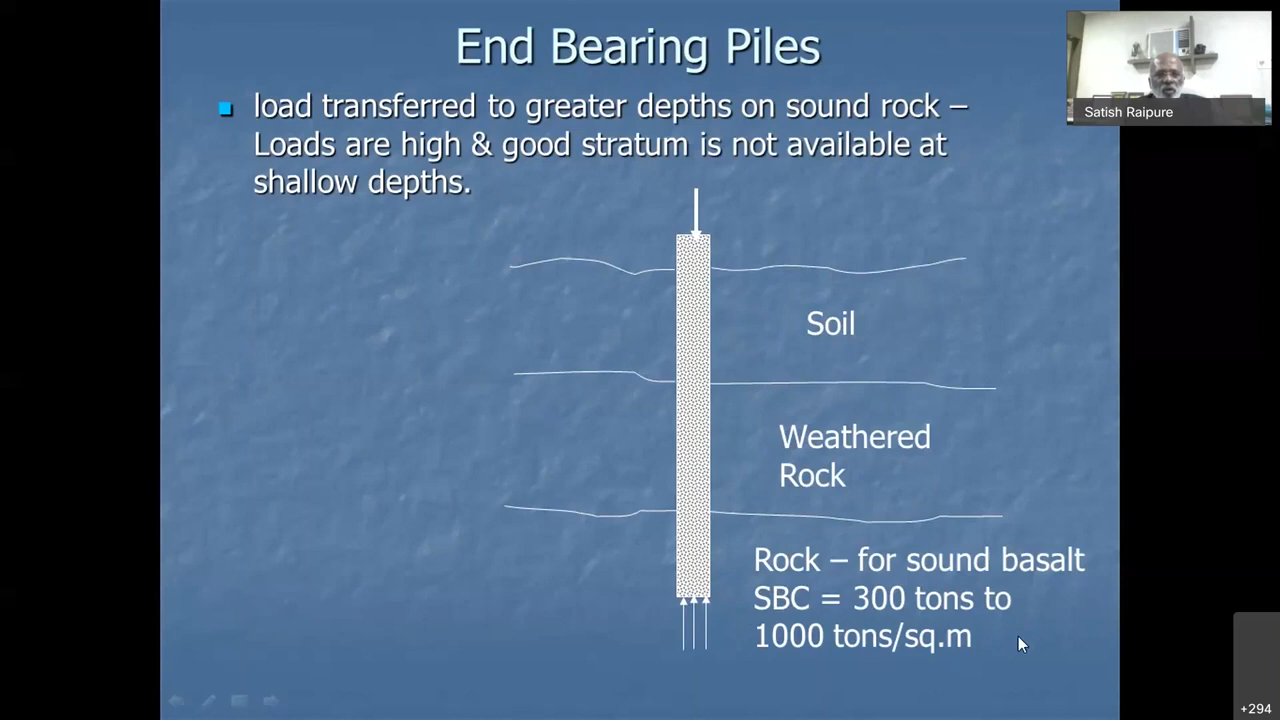 End Bearing Piles
load transferred to greater depths on sound rock –
Loads are high & good stratum is not available at
shallow depths.
Satish Raipure
Soil
Weathered
Rock
Rock – for sound basalt
SBC = 300 tons to
1000 tons/sq.m
+294